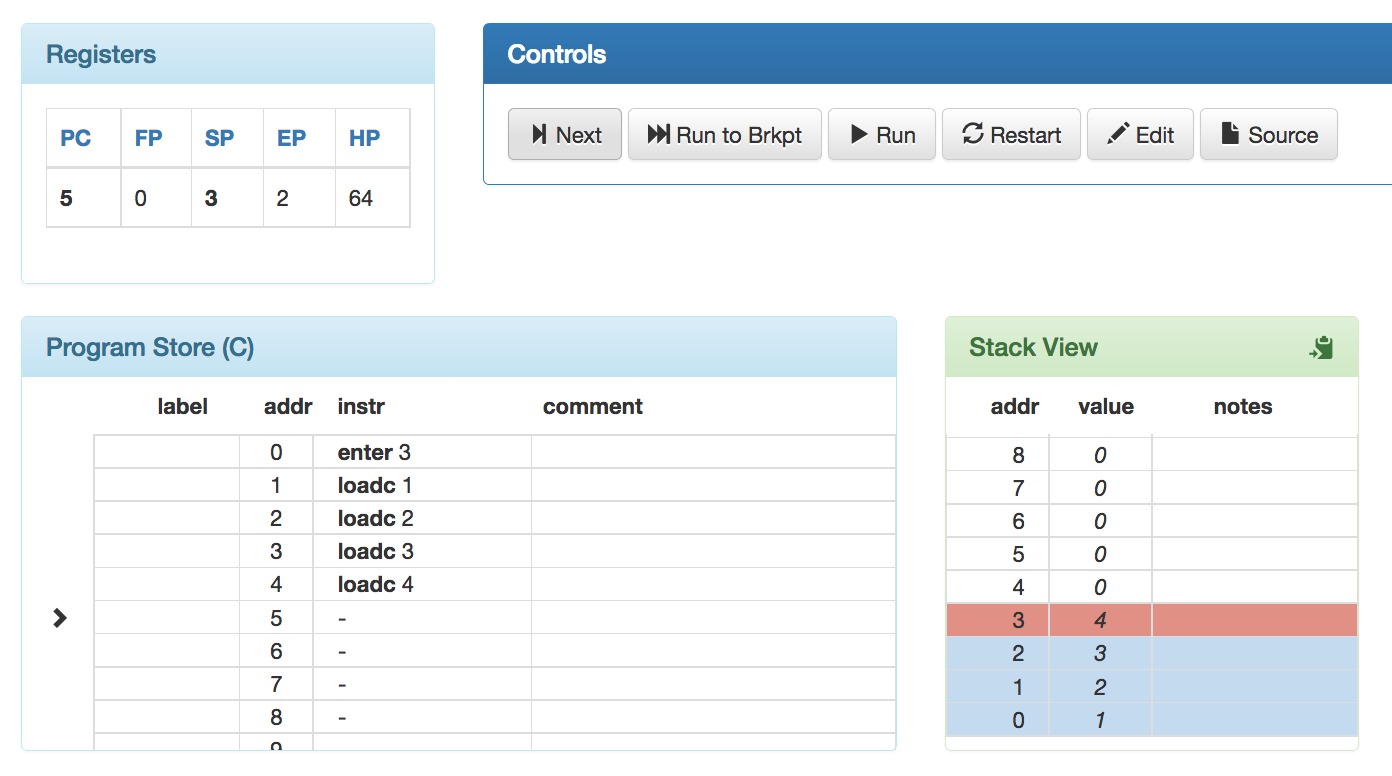 Registers
PC FP SP EP HP
5 0 3 2 64
Controls
Next Run to Brkpt Run Restart Edit Source
Program Store (C)
label addr instr comment
0 enter 3
1 loadc 1
2 loadc 2
3 loadc 3
4 loadc 4
5 -
6 -
7 -
8 -
9
Stack View
addr value notes
8 0
7 0
6 0
5 0
4 0
3 4
2 3
1 2
0 1